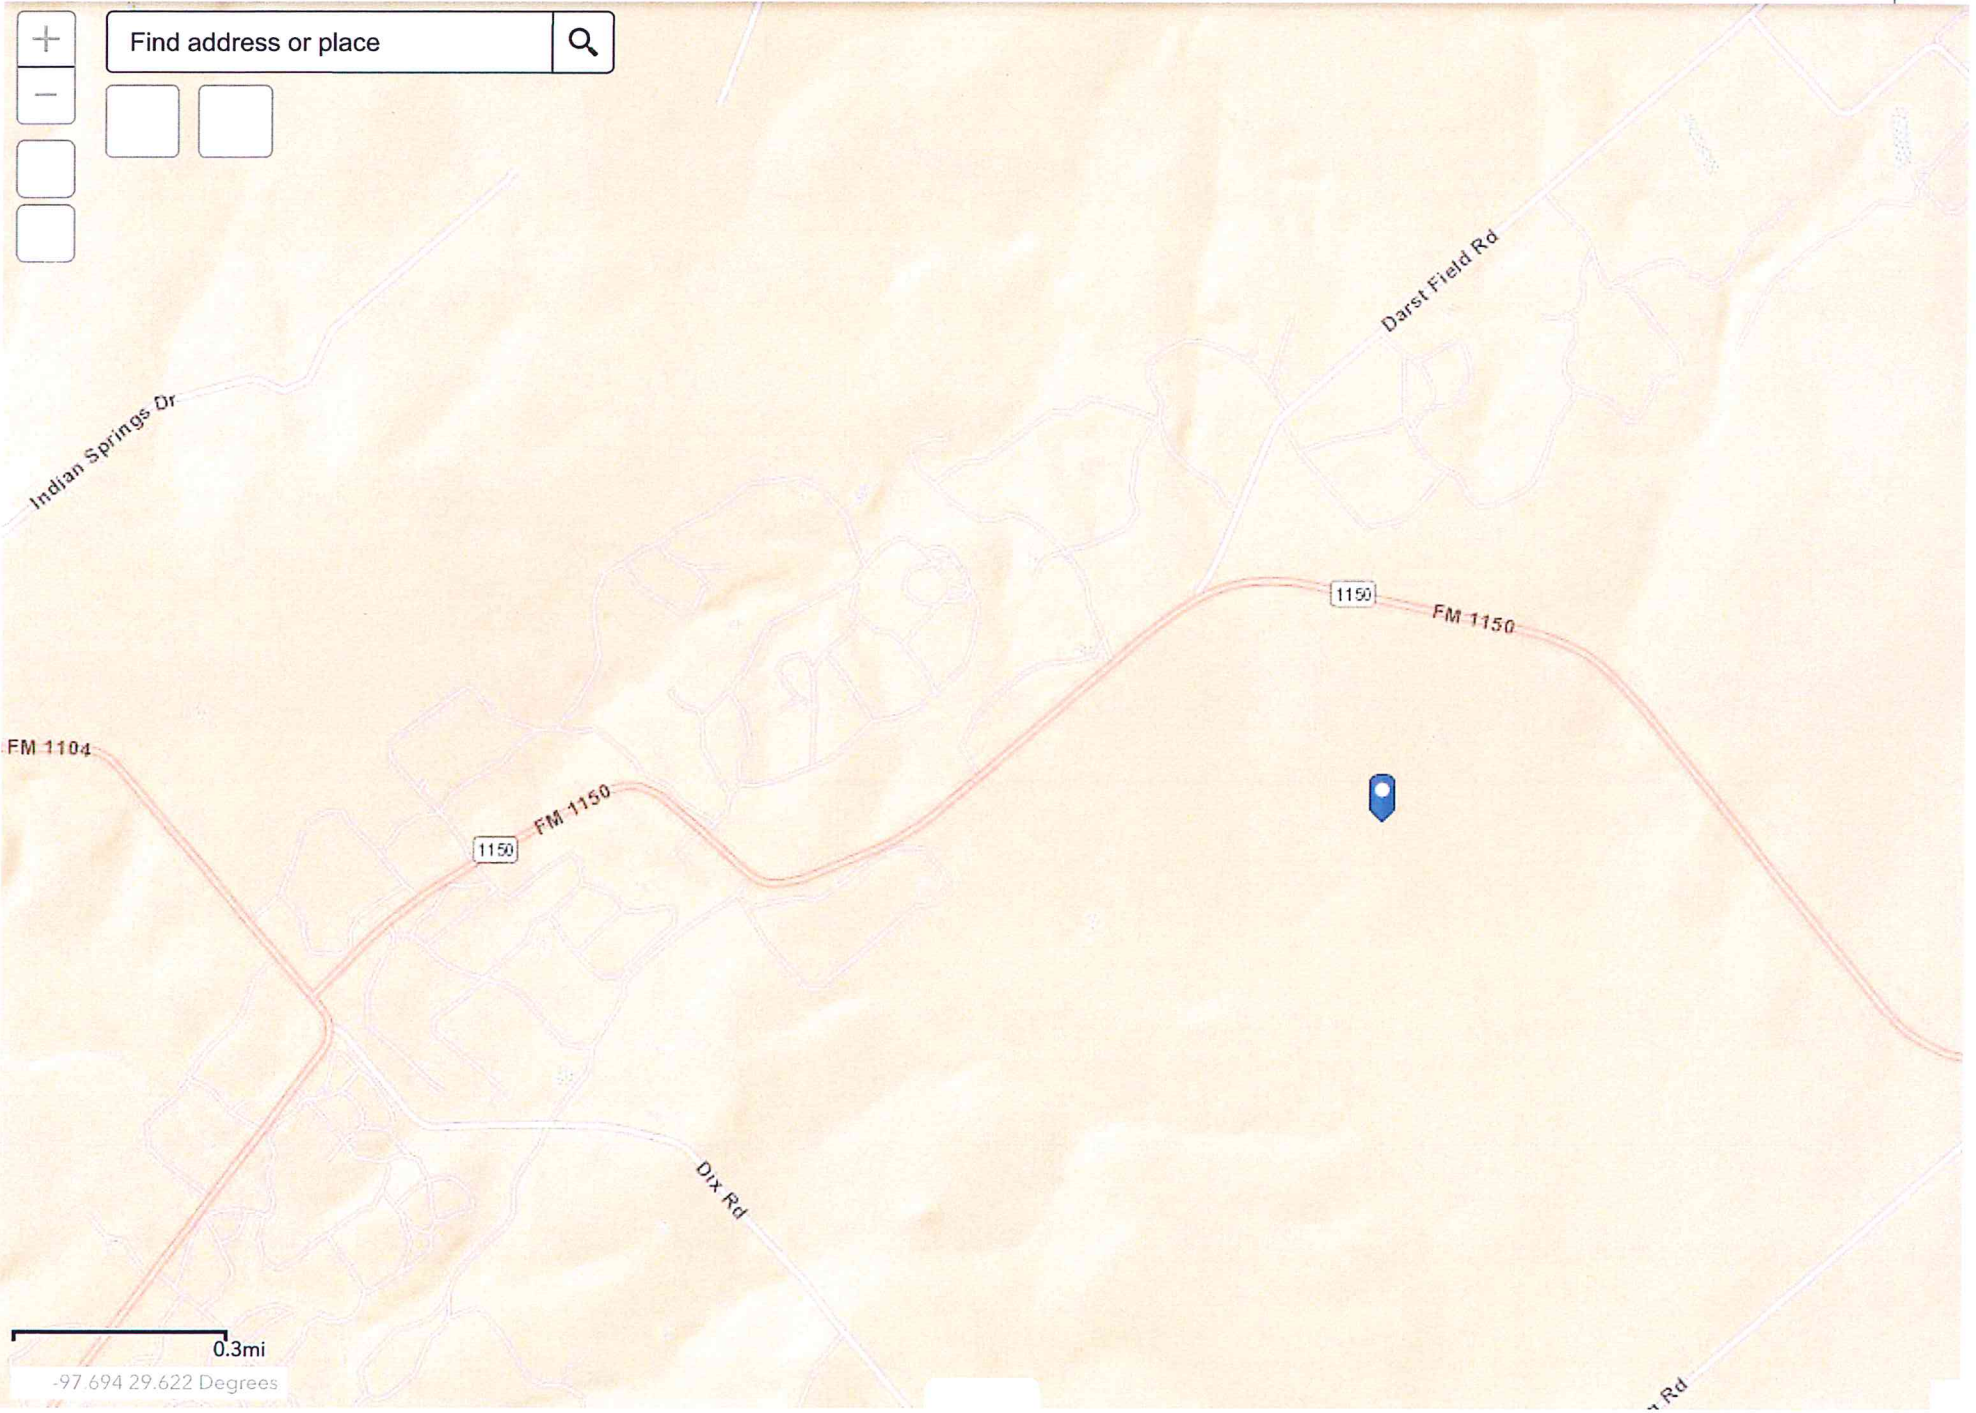 Find address or place
Darst Field Rd
Indian Springs Dr
1150
FM 1150
FM 1104
FM 1150
1150
Dix Rd
0.3mi
-97.694 29.622 Degrees
Rd